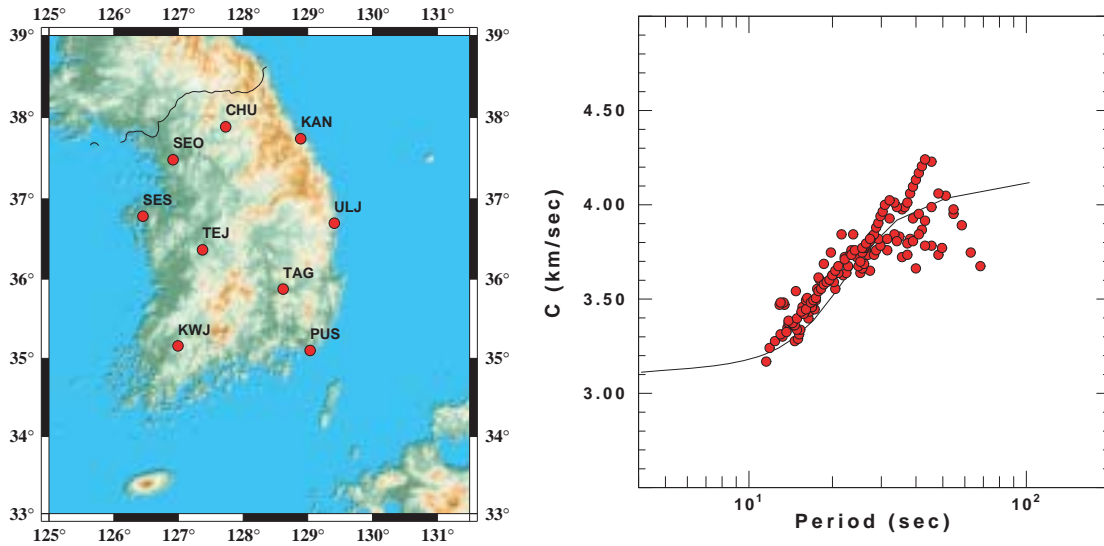 125° 126° 127° 128° 129° 130° 131°
39° 39°
38° 38°
37° 37°
36° 36°
35° 35°
34° 34°
33° 33°
125° 126° 127° 128° 129° 130° 131°
CHU
KAN
SEO
SES
ULJ
TEJ
TAG
KWJ
PUS
C (km/sec)
4.50
4.00
3.50
3.00
10¹ 10²
Period (sec)